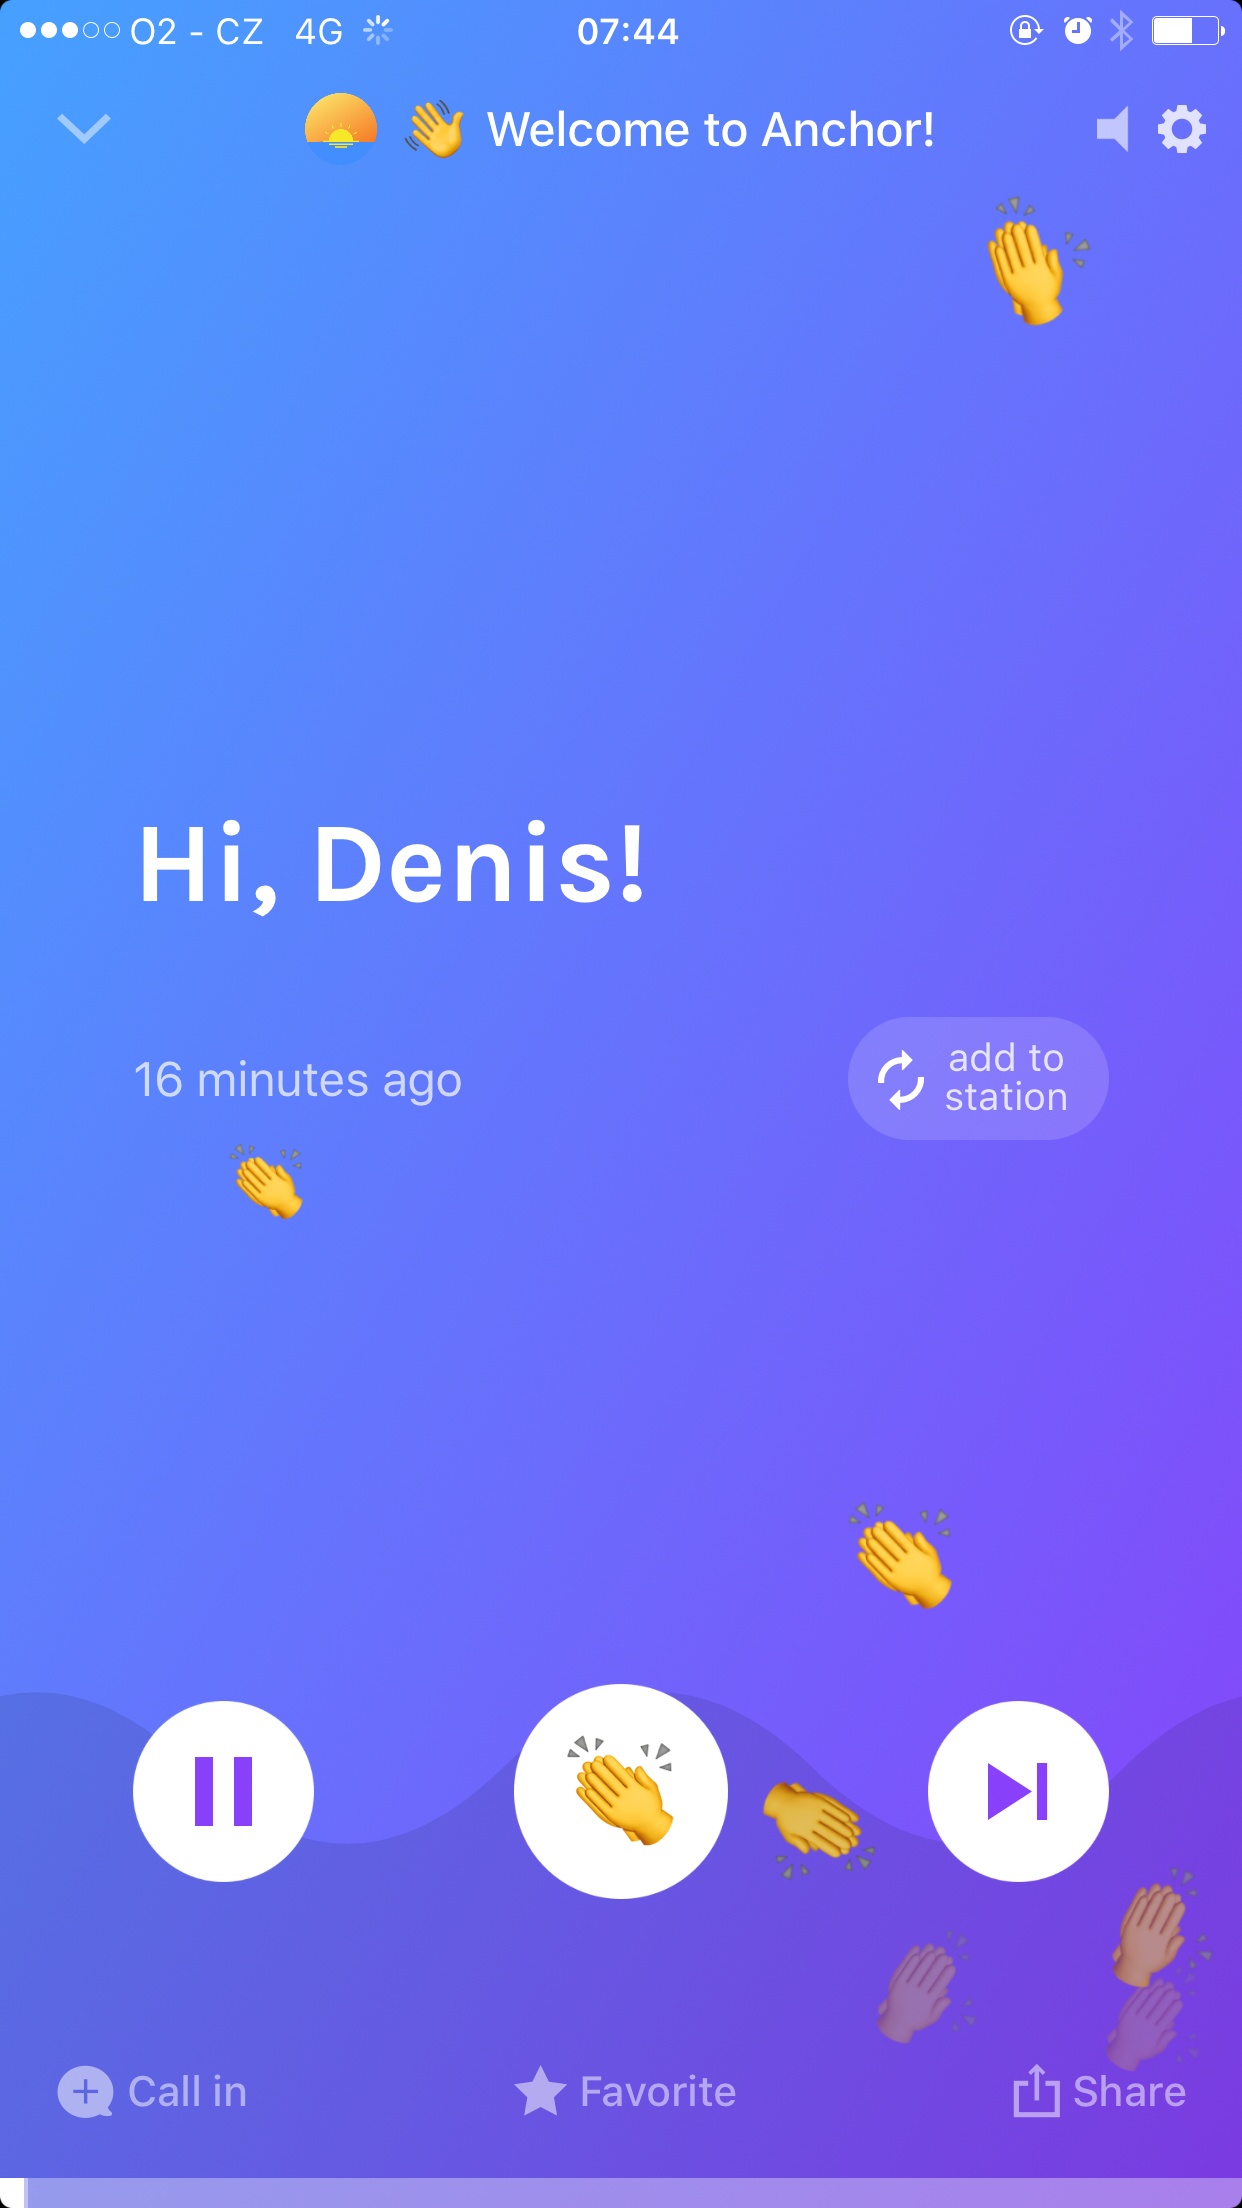 O2 - CZ 4G 07:44
👋 Welcome to Anchor!
Hi, Denis!
16 minutes ago
add to
station
Call in
Favorite
Share